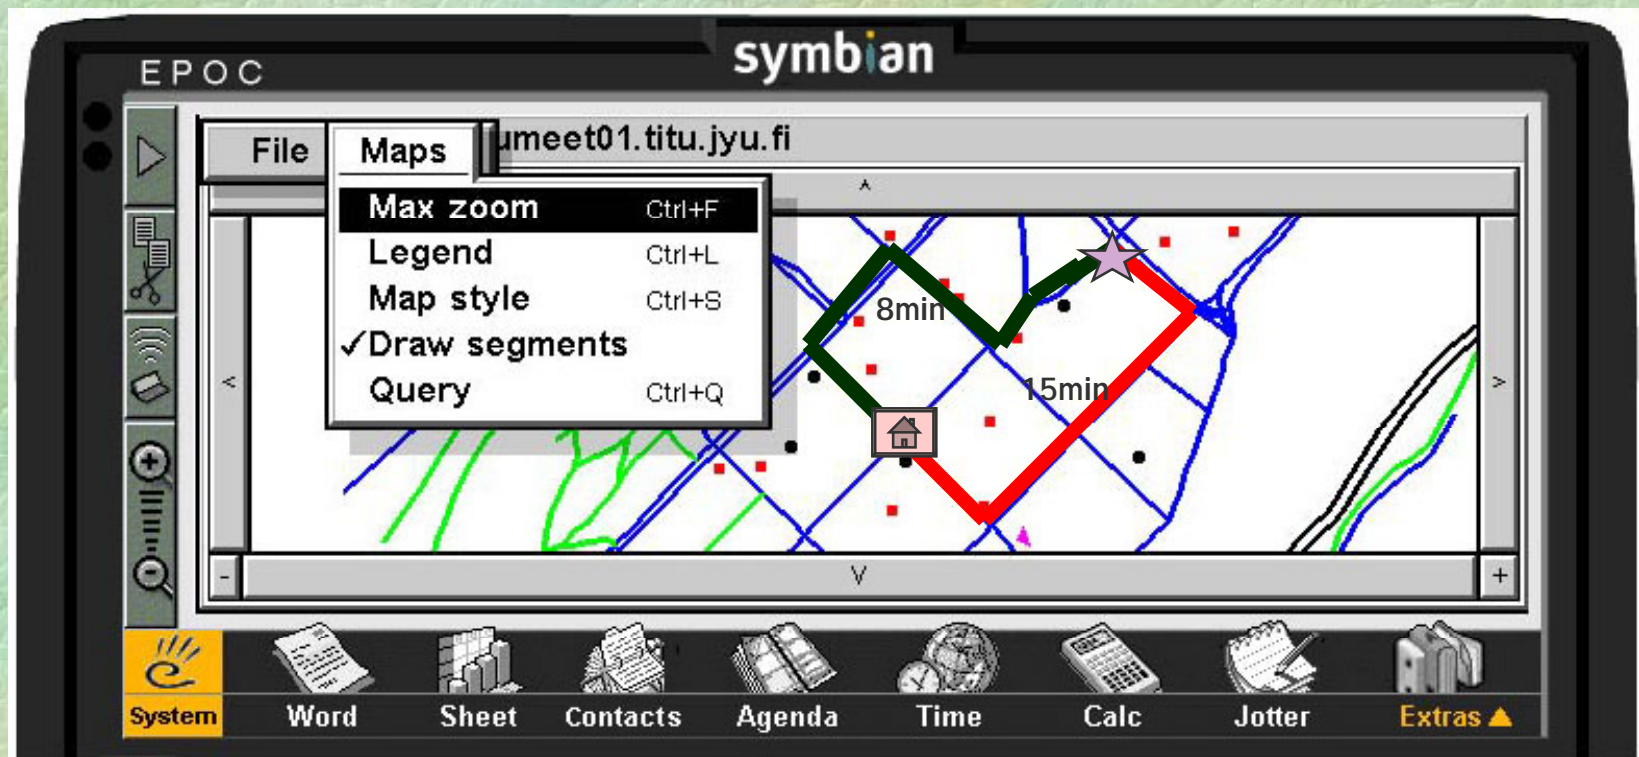 symbian
EPOC
File Maps umeet01.titu.jyu.fi
Max zoom Ctrl+F
Legend Ctrl+L
Map style Ctrl+S
✓Draw segments
Query Ctrl+Q
8min
15min
<
>
^
V
-
+
System Word Sheet Contacts Agenda Time Calc Jotter Extras ▲